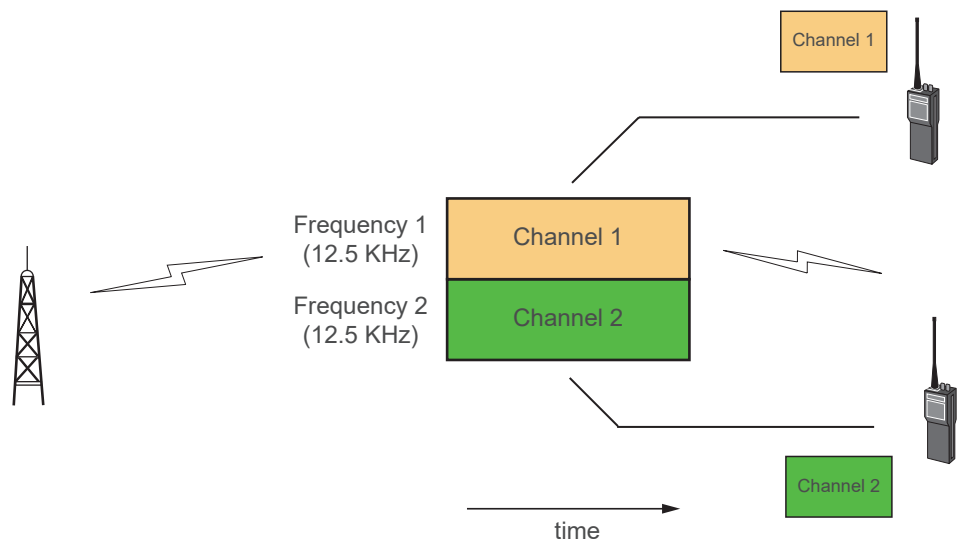 Channel 1
Frequency 1
(12.5 KHz)
Channel 1
Frequency 2
(12.5 KHz)
Channel 2
Channel 2
time